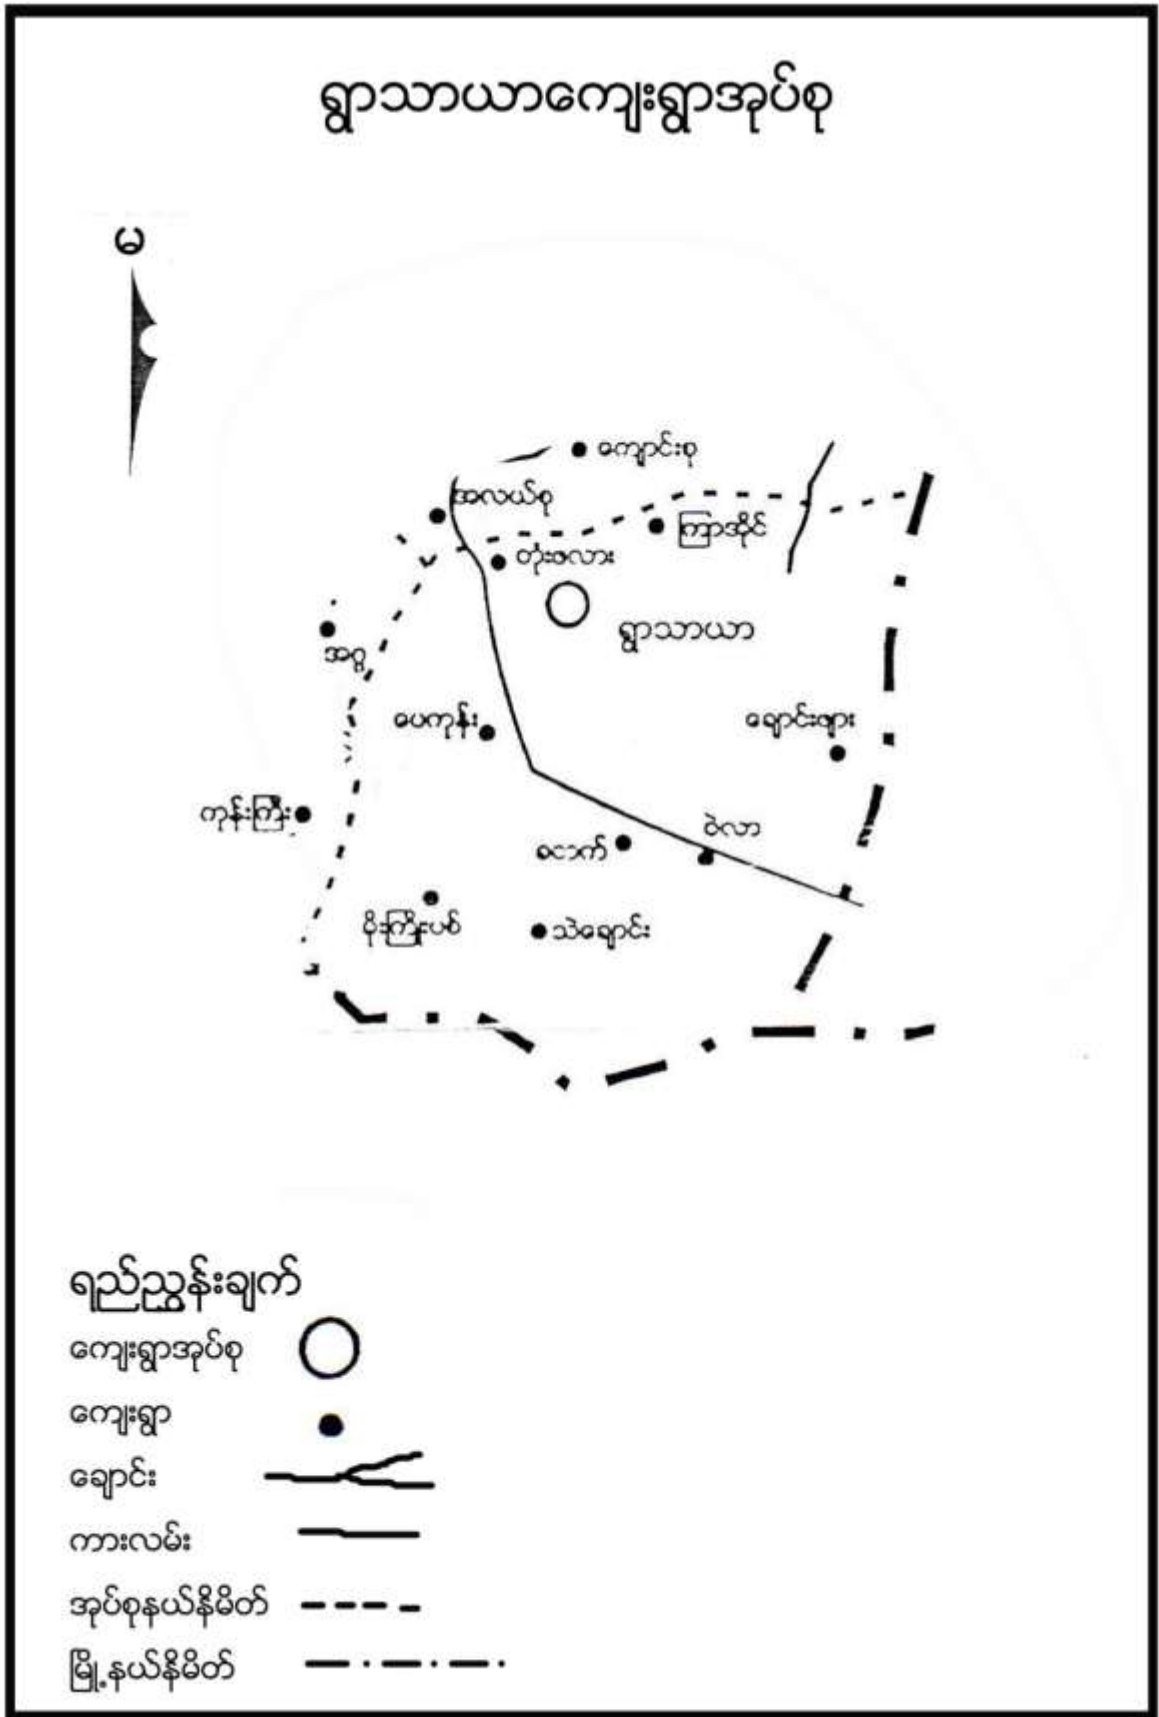 ရွာသာယာကျေးရွာအုပ်စု
မ
ကျောင်းစု
အလယ်စု
ကြာအိုင်
တုံးဇလား
ရွာသာယာ
အဂ္ဂ
ပေကုန်း
ချောင်းဖျား
ကုန်းကြီး
ဝဲလာ
ခငောက်
မိုးကြိုးပစ်
သဲချောင်း
ရည်ညွှန်းချက်
ကျေးရွာအုပ်စု
ကျေးရွာ
ချောင်း
ကားလမ်း
အုပ်စုနယ်နိမိတ်
မြို့နယ်နိမိတ်